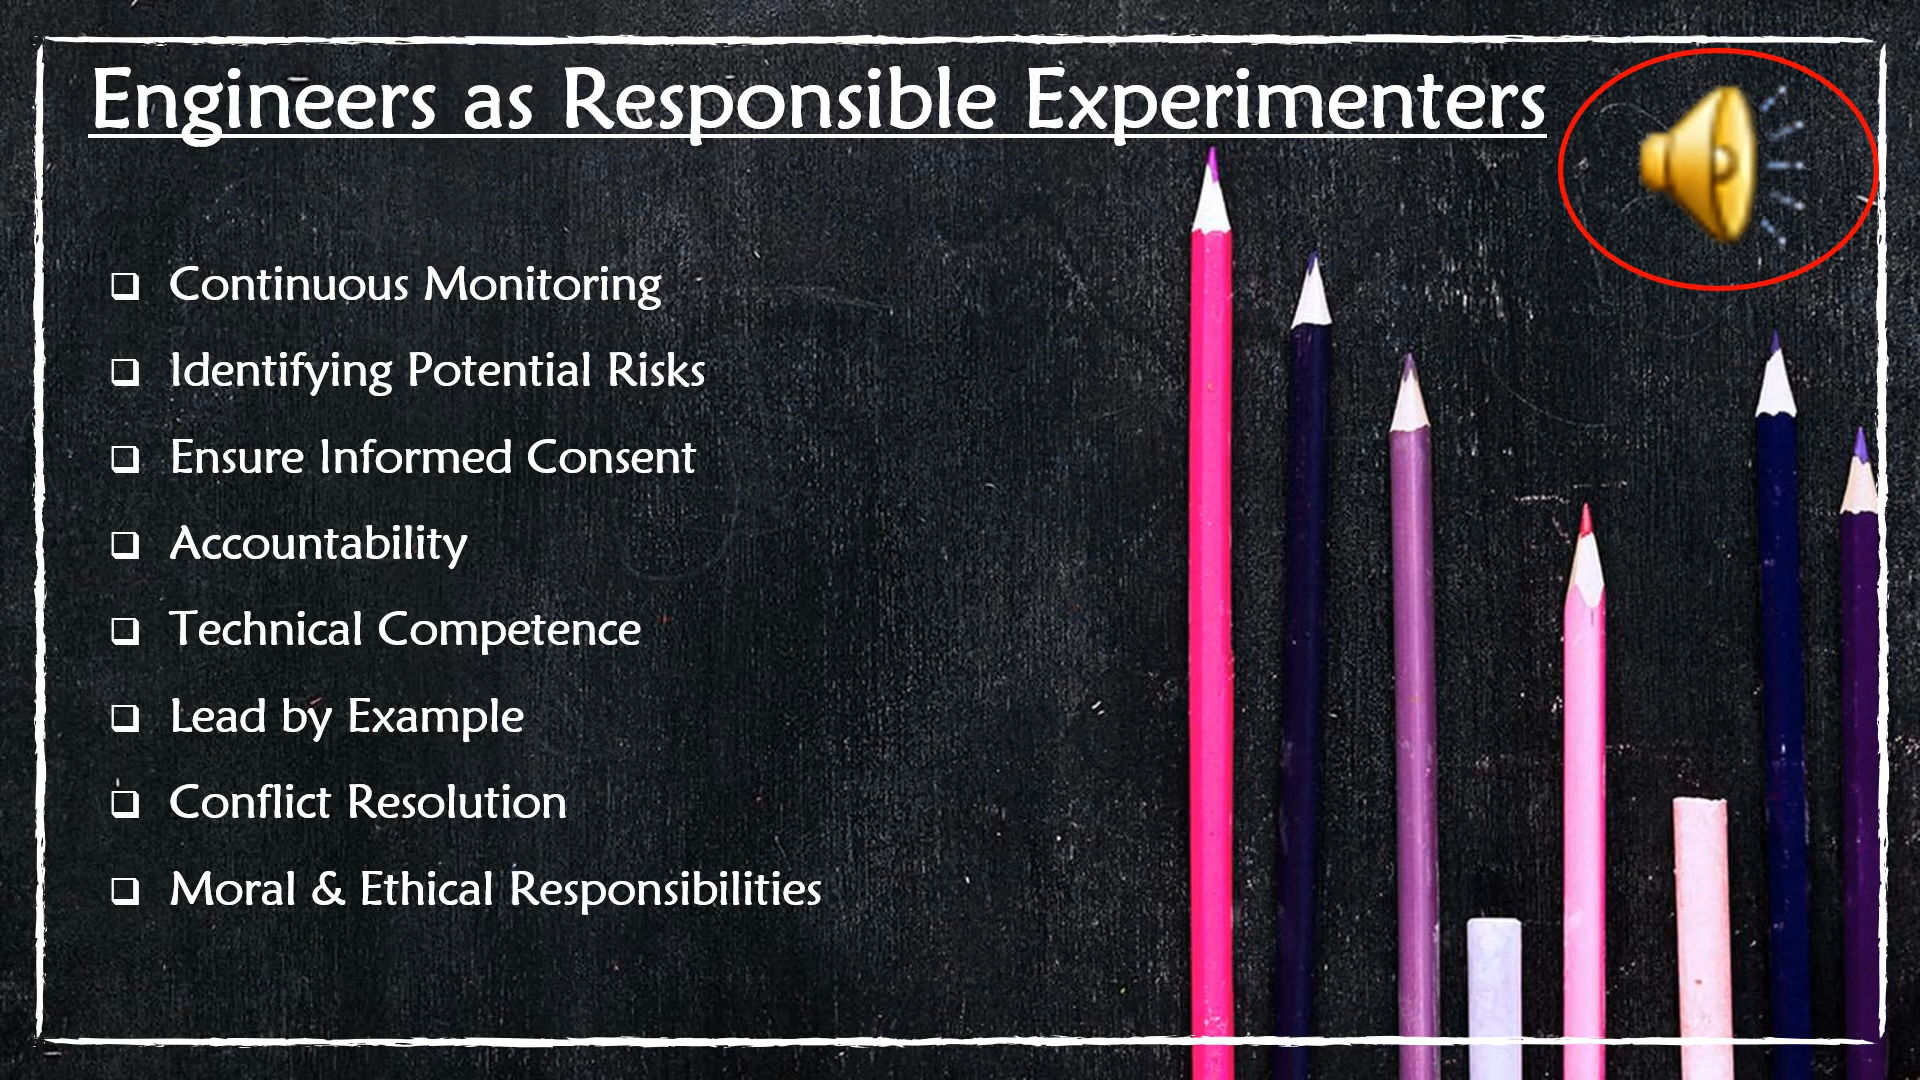 Engineers as Responsible Experimenters
Continuous Monitoring
Identifying Potential Risks
Ensure Informed Consent
Accountability
Technical Competence
Lead by Example
Conflict Resolution
Moral & Ethical Responsibilities